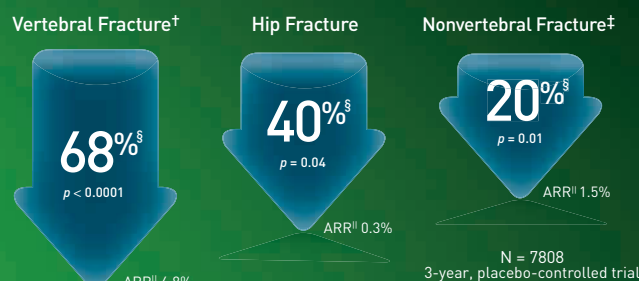 Vertebral Fracture†
Hip Fracture
Nonvertebral Fracture‡
68%§
p < 0.0001
40%§
p = 0.04
ARR|| 0.3%
20%§
p = 0.01
ARR|| 1.5%
N = 7808
3-year, placebo-controlled trial